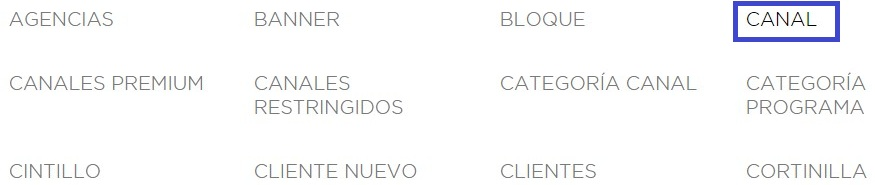 AGENCIAS BANNER BLOQUE CANAL
CANALES PREMIUM CANALES CATEGORÍA CANAL CATEGORÍA
RESTRINGIDOS PROGRAMA
CINTILLO CLIENTE NUEVO CLIENTES CORTINILLA